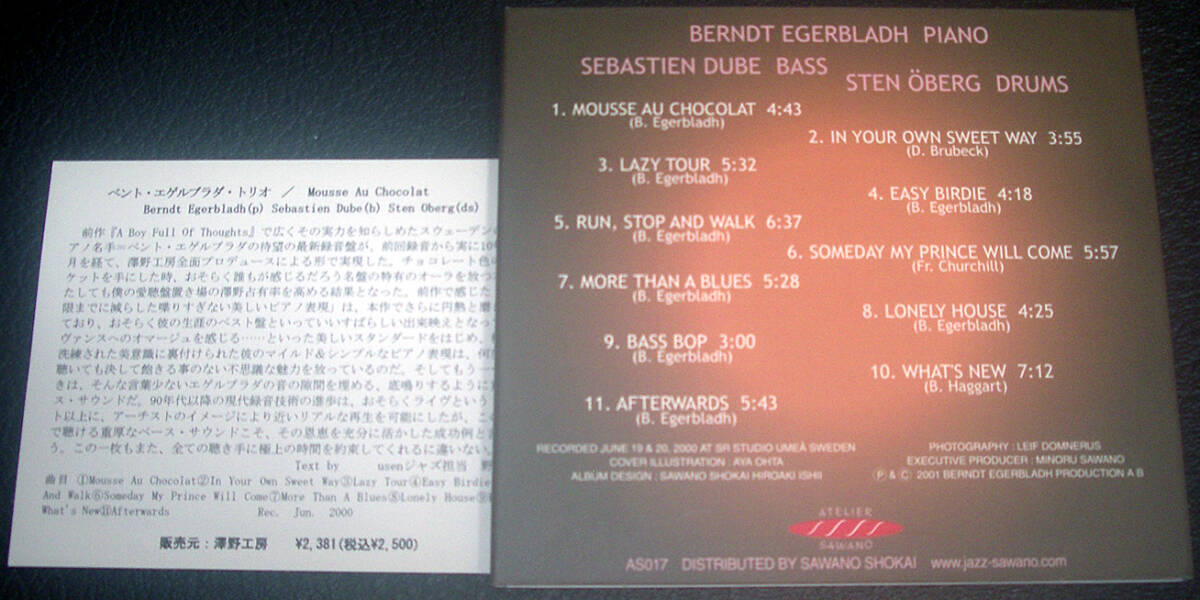 ベント・エゲルブラダ・トリオ ／ Mousse Au Chocolat
Berndt Egerbladh(p) Sebastien Dube(b) Sten Oberg(ds)
前作『A Boy Full Of Thoughts』で広くその実力を知らしめたスウェーデンの
アノ名手＝ベント・エゲルブラダの待望の最新録音盤が、前回録音から実に10年
月を経て、澤野工房全面プロデュースによる形で実現した。チョコレート色の
ケットを手にした時、おそらく誰もが感じるだろう名盤の特有のオーラを放つ
たしても僕の愛聴盤置き場の澤野占有率を高める結果となった。前作で感じた
限までに減らした喋りすぎない美しいピアノ表現」は、本作でさらに円熟と磨
ており、おそらく彼の生涯のベスト盤といっていいすばらしい出来映えとなっ
ヴァンスへのオマージュを感じる……といった美しいスタンダードをはじめ、
洗練された美意識に裏付けられた彼のマイルド＆シンプルなピアノ表現は、何度
聴いても決して飽きる事のない不思議な魅力を放っているのだ。そしてもう一
きは、そんな言葉少ないエゲルブラダの音の隙間を埋める、底鳴りするように
ス・サウンドだ。90年代以降の現代録音技術の進歩は、おそらくライヴという
ト以上に、アーチストのイメージにより近いリアルな再生を可能にしたが、この
で聴ける重厚なベース・サウンドこそ、その恩恵を充分に活かした成功例と言
う。この一枚もまた、全ての聴き手に極上の時間を約束してくれるに違いない。
Text by usenジャズ担当
曲目 ①Mousse Au Chocolat②In Your Own Sweet Way③Lazy Tour④Easy Birdie
And Walk⑥Someday My Prince Will Come⑦More Than A Blues⑧Lonely House⑨
What's New⑪Afterwards Rec. Jun. 2000
販売元：澤野工房 ¥2,381(税込¥2,500)
BERNDT EGERBLADH PIANO
SEBASTIEN DUBE BASS
STEN ÖBERG DRUMS
1. MOUSSE AU CHOCOLAT 4:43
(B. Egerbladh)
2. IN YOUR OWN SWEET WAY 3:55
(D. Brubeck)
3. LAZY TOUR 5:32
(B. Egerbladh)
4. EASY BIRDIE 4:18
(B. Egerbladh)
5. RUN, STOP AND WALK 6:37
(B. Egerbladh)
6. SOMEDAY MY PRINCE WILL COME 5:57
(Fr. Churchill)
7. MORE THAN A BLUES 5:28
(B. Egerbladh)
8. LONELY HOUSE 4:25
(B. Egerbladh)
9. BASS BOP 3:00
(B. Egerbladh)
10. WHAT'S NEW 7:12
(B. Haggart)
11. AFTERWARDS 5:43
(B. Egerbladh)
RECORDED JUNE 19 & 20, 2000 AT SR STUDIO UMEÅ SWEDEN
COVER ILLUSTRATION : AYA OHTA
ALBUM DESIGN : SAWANO SHOKAI HIROAKI ISHII
PHOTOGRAPHY : LEIF DOMNERUS
EXECUTIVE PRODUCER : MINORU SAWANO
Ⓟ & © 2001 BERNDT EGERBLADH PRODUCTION A B
ATELIER
SAWANO
AS017 DISTRIBUTED BY SAWANO SHOKAI www.jazz-sawano.com